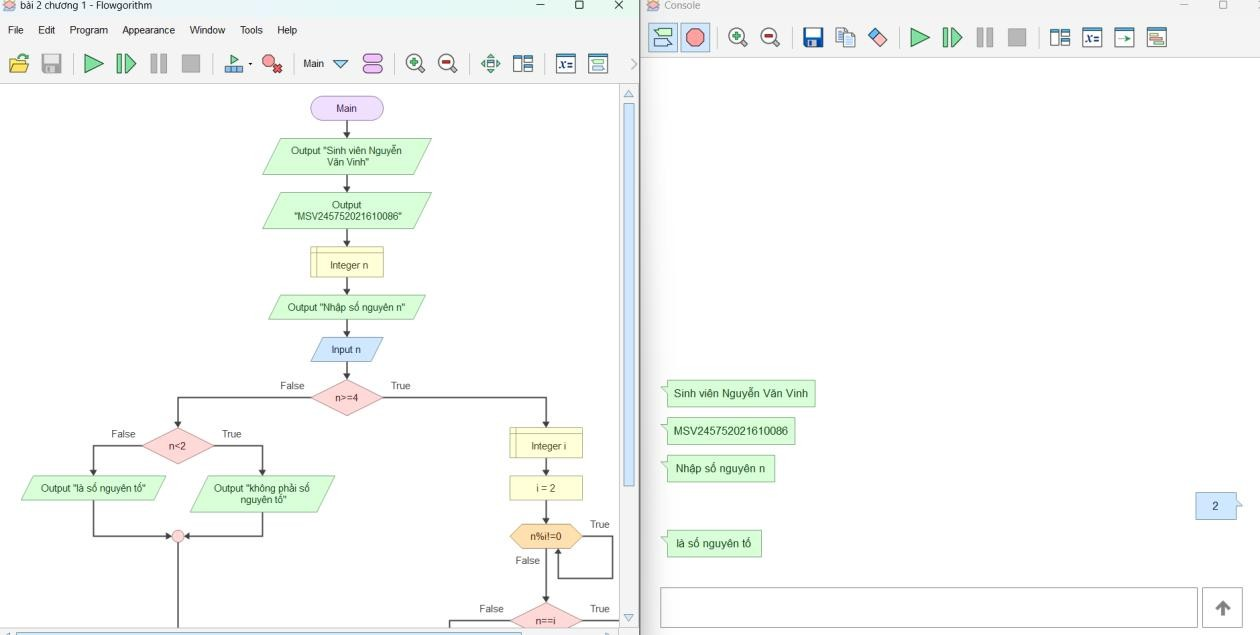 bài 2 chương 1 - Flowgorithm
File Edit Program Appearance Window Tools Help
Main
x=
Main
Output "Sinh viên Nguyễn
Văn Vinh"
Output
"MSV245752021610086"
Integer n
Output "Nhập số nguyên n"
Input n
False
True
n>=4
False
True
n<2
Output "là số nguyên tố"
Output "không phải số
nguyên tố"
Integer i
i = 2
True
n%i!=0
False
False
True
n==i
Console
x=
Sinh viên Nguyễn Văn Vinh
MSV245752021610086
Nhập số nguyên n
2
là số nguyên tố